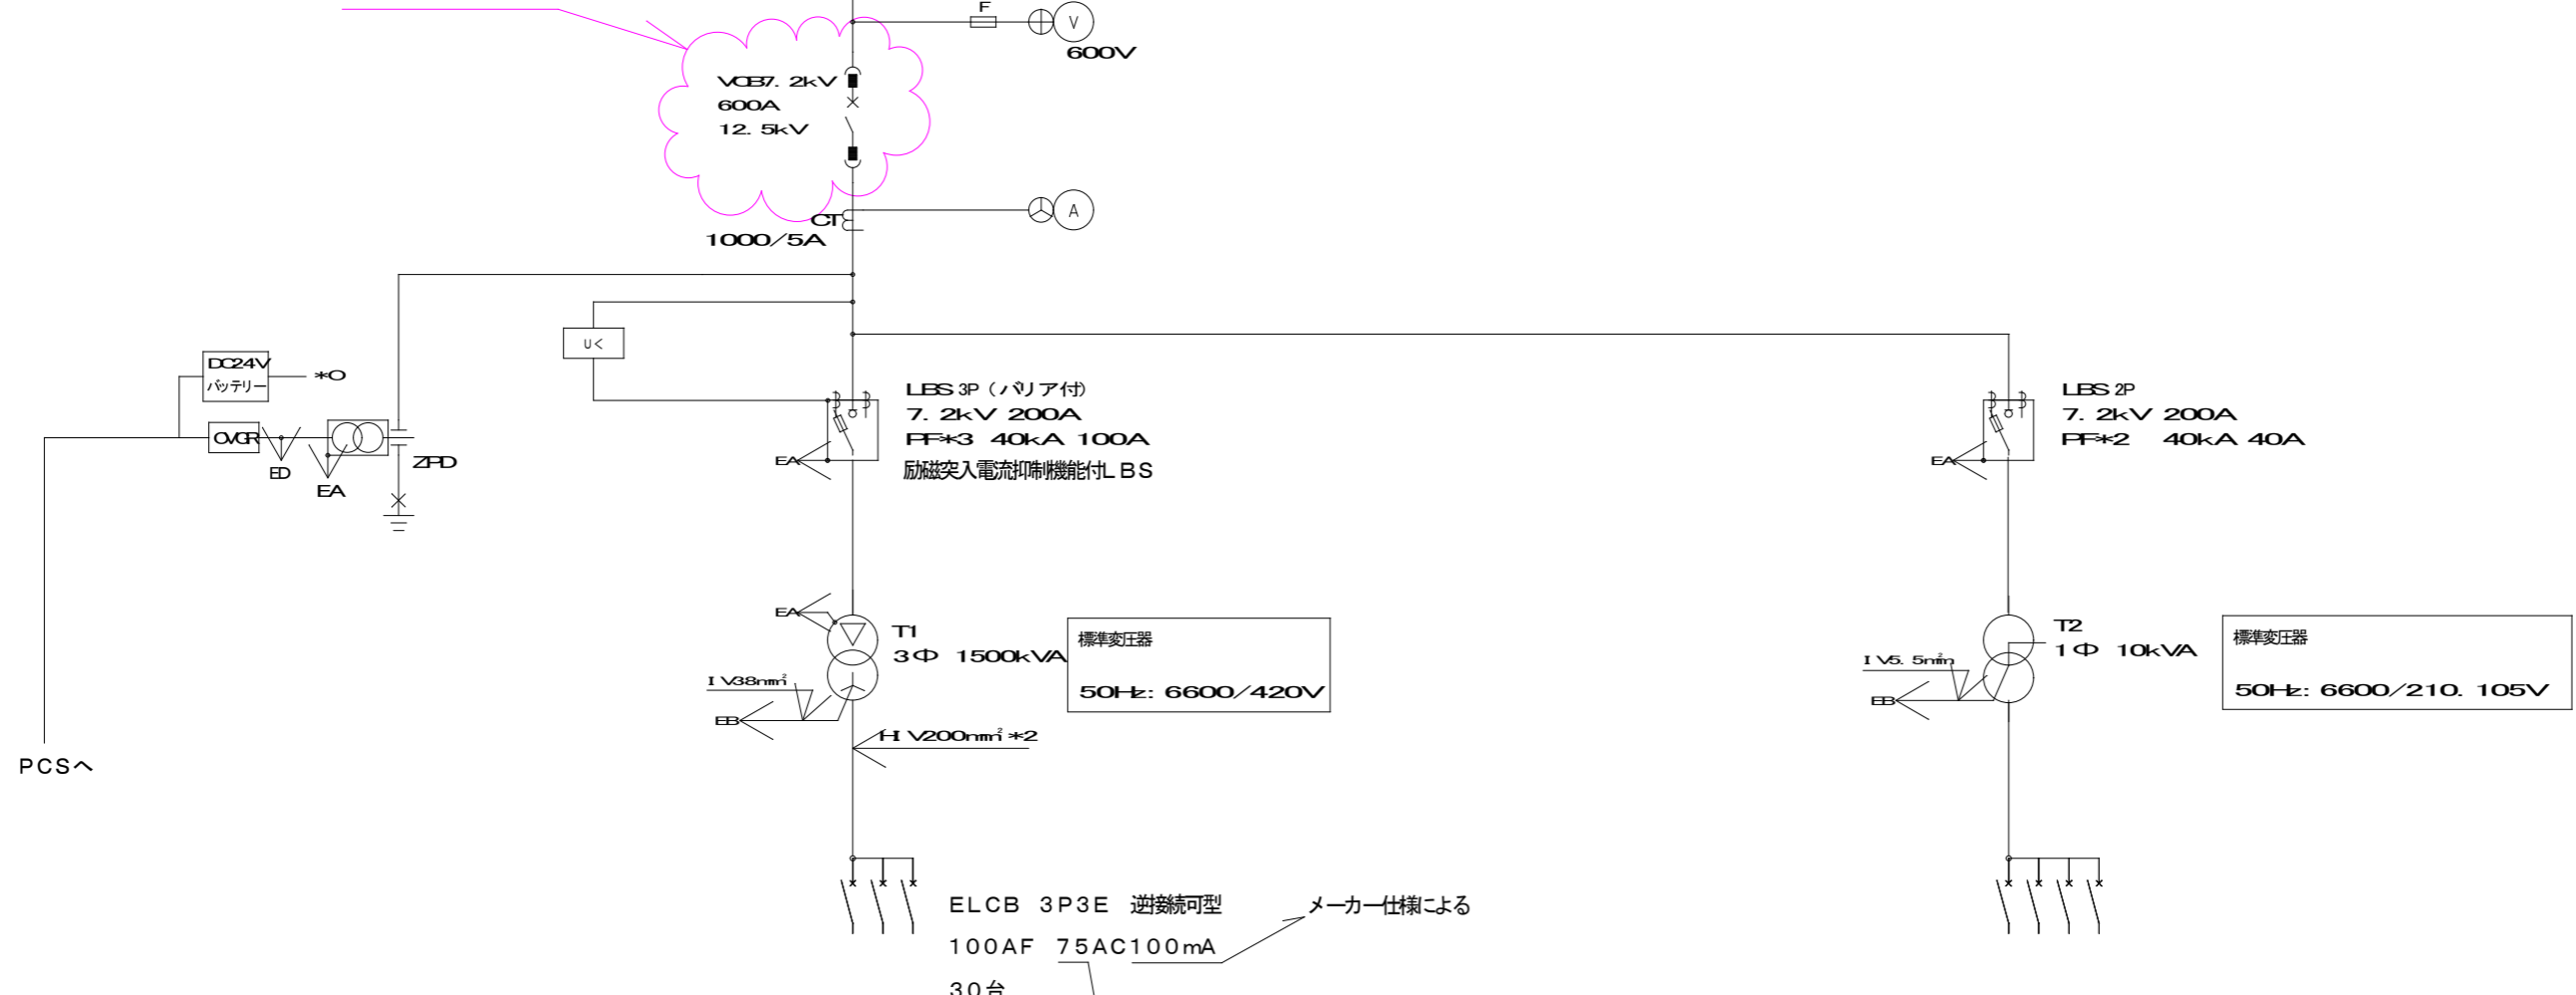 F
V
600V
VCB7. 2kV
600A
12. 5kV
CT
1000/5A
A
U<
DC24V
バッテリー
*O
OVGR
ED
EA
ZPD
LBS 3P（バリア付）
7. 2kV 200A
PF*3 40kA 100A
励磁突入電流抑制機能付LBS
EA
LBS 2P
7. 2kV 200A
PF*2 40kA 40A
EA
EA
T1
3Φ 1500kVA
標準変圧器
50Hz: 6600/420V
IV38mm²
EB
HIV200mm²*2
T2
1Φ 10kVA
標準変圧器
50Hz: 6600/210. 105V
IV5. 5mm²
EB
PCSへ
ELCB 3P3E 逆接続可型
メーカー仕様による
100AF 75AC100mA
30台